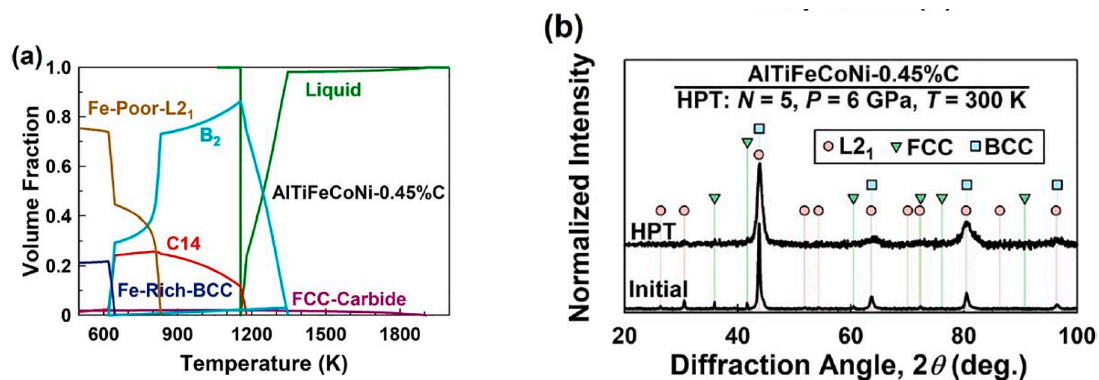 (a)
1.0
0.8
0.6
0.4
0.2
0
Volume Fraction
Fe-Poor-L2₁
B₂
Liquid
AlTiFeCoNi-0.45%C
C14
Fe-Rich-BCC
FCC-Carbide
600 900 1200 1500 1800
Temperature (K)
(b)
Normalized Intensity
AlTiFeCoNi-0.45%C
HPT: N = 5, P = 6 GPa, T = 300 K
L2₁ FCC BCC
HPT
Initial
20 40 60 80 100
Diffraction Angle, 2θ (deg.)